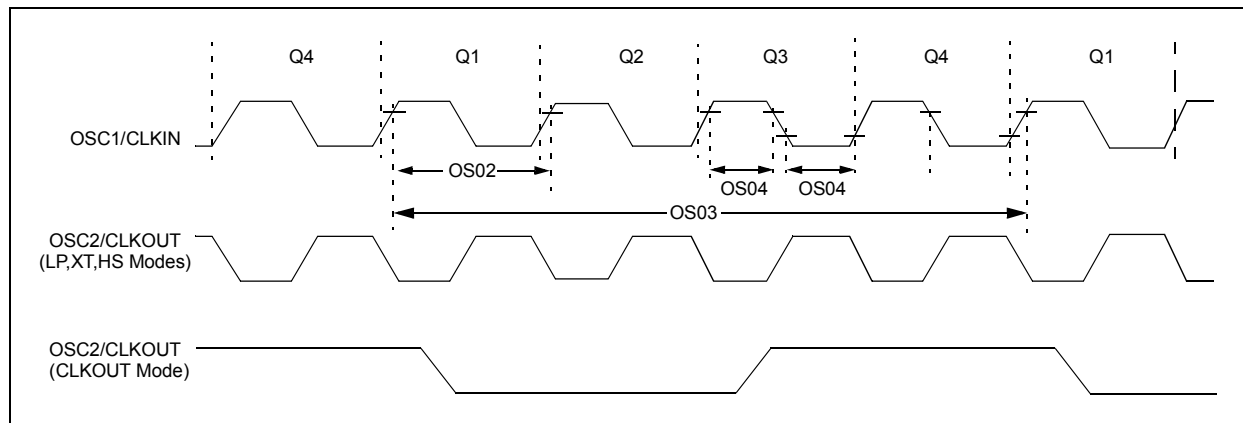 Q4 Q1 Q2 Q3 Q4 Q1
OSC1/CLKIN
OS02 OS04 OS04
OS03
OSC2/CLKOUT
(LP,XT,HS Modes)
OSC2/CLKOUT
(CLKOUT Mode)